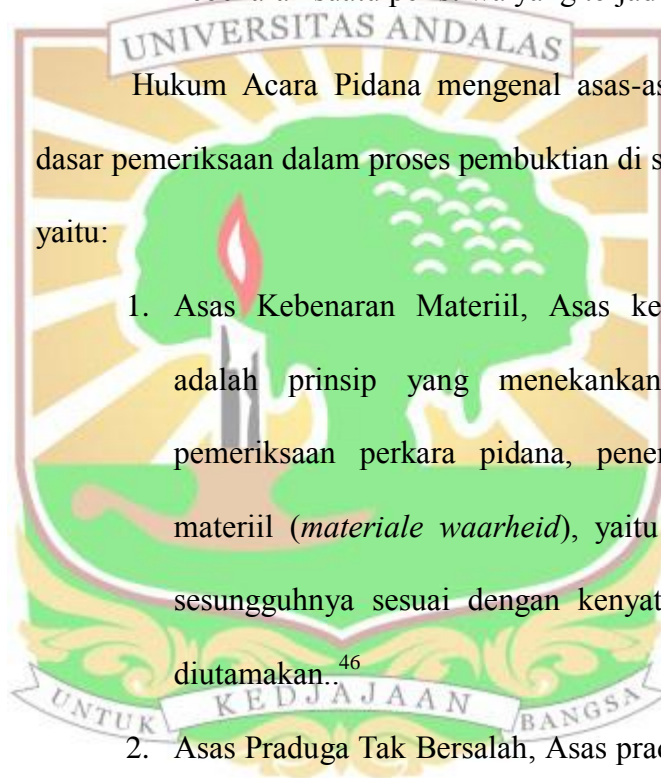 suatu
yang
UNIVERSITAS ANDALAS
Hukum Acara Pidana mengenal asas-as
dasar pemeriksaan dalam proses pembuktian di s
yaitu:
1. Asas Kebenaran Materiil, Asas ke
adalah prinsip yang menekankan
pemeriksaan perkara pidana, pener
materiil (materiale waarheid), yaitu
sesungguhnya sesuai dengan kenyat
diutamakan..46
UNTUK KEDJAJAAN BANGSA
2. Asas Praduga Tak Bersalah, Asas prad